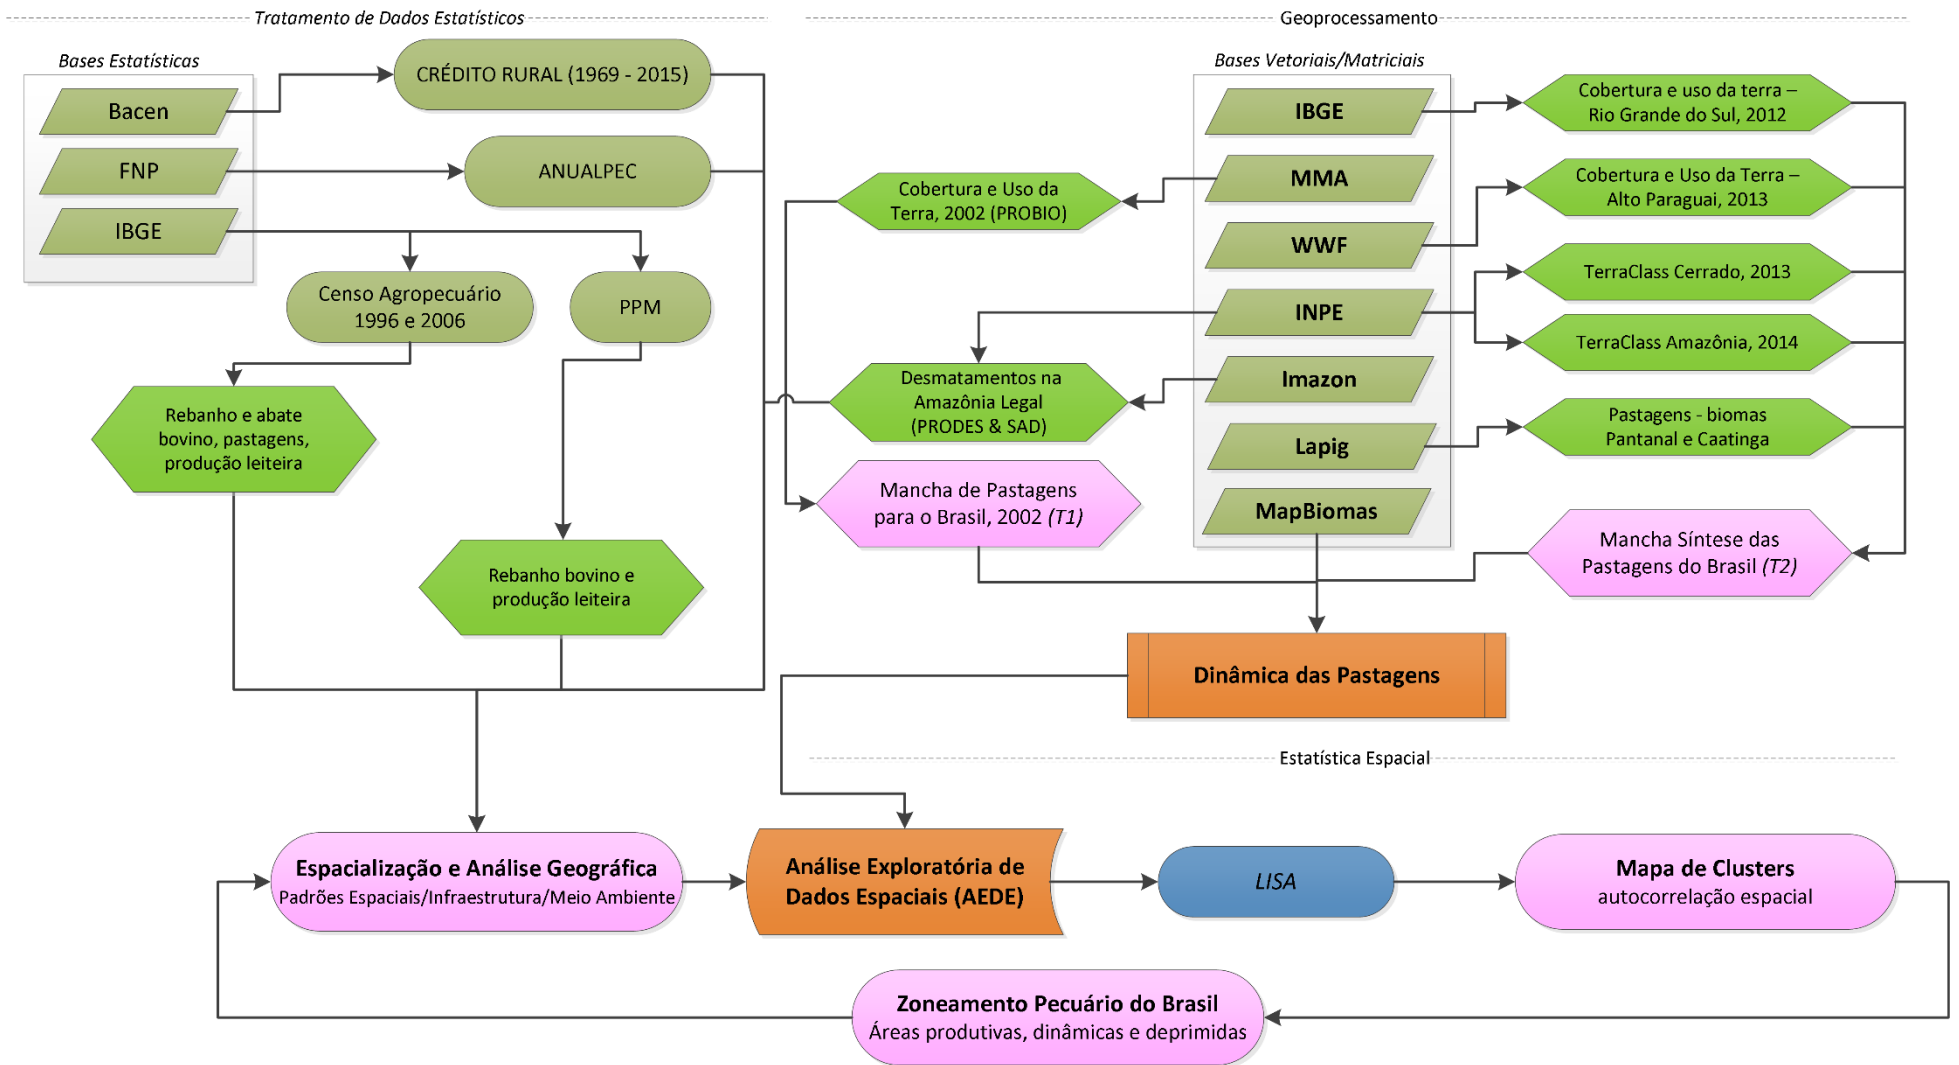 Tratamento de Dados Estatísticos
Bases Estatísticas
Bacen
FNP
IBGE
CRÉDITO RURAL (1969 - 2015)
ANUALPEC
Censo Agropecuário
1996 e 2006
PPM
Rebanho e abate
bovino, pastagens,
produção leiteira
Rebanho bovino e
produção leiteira
Geoprocessamento
Bases Vetoriais/Matriciais
IBGE
MMA
WWF
INPE
Imazon
Lapig
MapBiomas
Cobertura e Uso da
Terra, 2002 (PROBIO)
Desmatamentos na
Amazônia Legal
(PRODES & SAD)
Mancha de Pastagens
para o Brasil, 2002 (T1)
Cobertura e uso da terra –
Rio Grande do Sul, 2012
Cobertura e Uso da Terra –
Alto Paraguai, 2013
TerraClass Cerrado, 2013
TerraClass Amazônia, 2014
Pastagens - biomas
Pantanal e Caatinga
Mancha Síntese das
Pastagens do Brasil (T2)
Dinâmica das Pastagens
Estatística Espacial
Espacialização e Análise Geográfica
Padrões Espaciais/Infraestrutura/Meio Ambiente
Análise Exploratória de
Dados Espaciais (AEDE)
LISA
Mapa de Clusters
autocorrelação espacial
Zoneamento Pecuário do Brasil
Áreas produtivas, dinâmicas e deprimidas